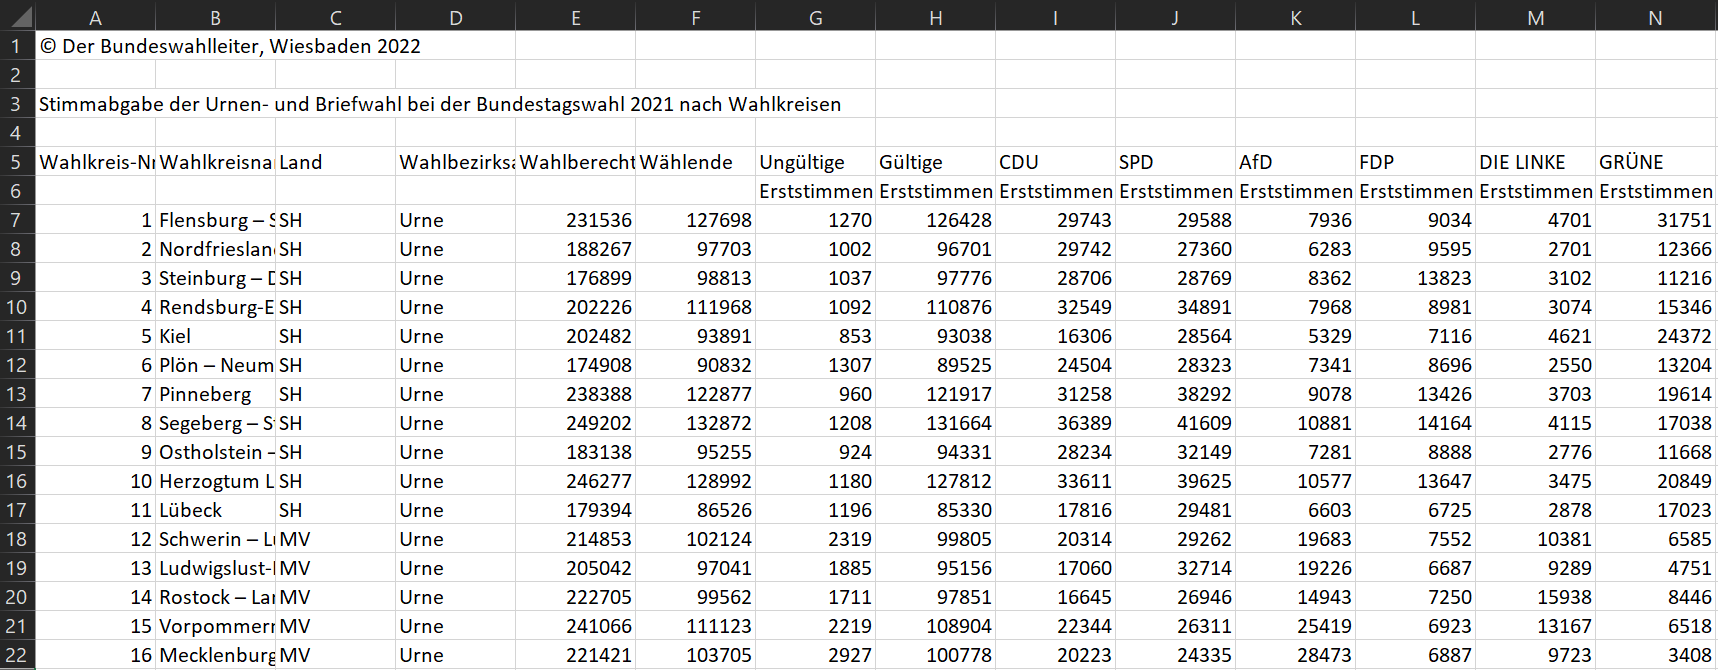 A B C D E F G H I J K L M N
1 © Der Bundeswahlleiter, Wiesbaden 2022
2
3 Stimmabgabe der Urnen- und Briefwahl bei der Bundestagswahl 2021 nach Wahlkreisen
4
5 Wahlkreis-Nr Wahlkreisna Land Wahlbezirksa Wahlberecht Wählende Ungültige Gültige CDU SPD AfD FDP DIE LINKE GRÜNE
6 Erststimmen Erststimmen Erststimmen Erststimmen Erststimmen Erststimmen Erststimmen Erststimmen
7 1 Flensburg – S SH Urne 231536 127698 1270 126428 29743 29588 7936 9034 4701 31751
8 2 Nordfrieslan SH Urne 188267 97703 1002 96701 29742 27360 6283 9595 2701 12366
9 3 Steinburg – D SH Urne 176899 98813 1037 97776 28706 28769 8362 13823 3102 11216
10 4 Rendsburg-E SH Urne 202226 111968 1092 110876 32549 34891 7968 8981 3074 15346
11 5 Kiel SH Urne 202482 93891 853 93038 16306 28564 5329 7116 4621 24372
12 6 Plön – Neum SH Urne 174908 90832 1307 89525 24504 28323 7341 8696 2550 13204
13 7 Pinneberg SH Urne 238388 122877 960 121917 31258 38292 9078 13426 3703 19614
14 8 Segeberg – St SH Urne 249202 132872 1208 131664 36389 41609 10881 14164 4115 17038
15 9 Ostholstein – SH Urne 183138 95255 924 94331 28234 32149 7281 8888 2776 11668
16 10 Herzogtum L SH Urne 246277 128992 1180 127812 33611 39625 10577 13647 3475 20849
17 11 Lübeck SH Urne 179394 86526 1196 85330 17816 29481 6603 6725 2878 17023
18 12 Schwerin – Lu MV Urne 214853 102124 2319 99805 20314 29262 19683 7552 10381 6585
19 13 Ludwigslust- MV Urne 205042 97041 1885 95156 17060 32714 19226 6687 9289 4751
20 14 Rostock – Lan MV Urne 222705 99562 1711 97851 16645 26946 14943 7250 15938 8446
21 15 Vorpommern MV Urne 241066 111123 2219 108904 22344 26311 25419 6923 13167 6518
22 16 Mecklenburg MV Urne 221421 103705 2927 100778 20223 24335 28473 6887 9723 3408